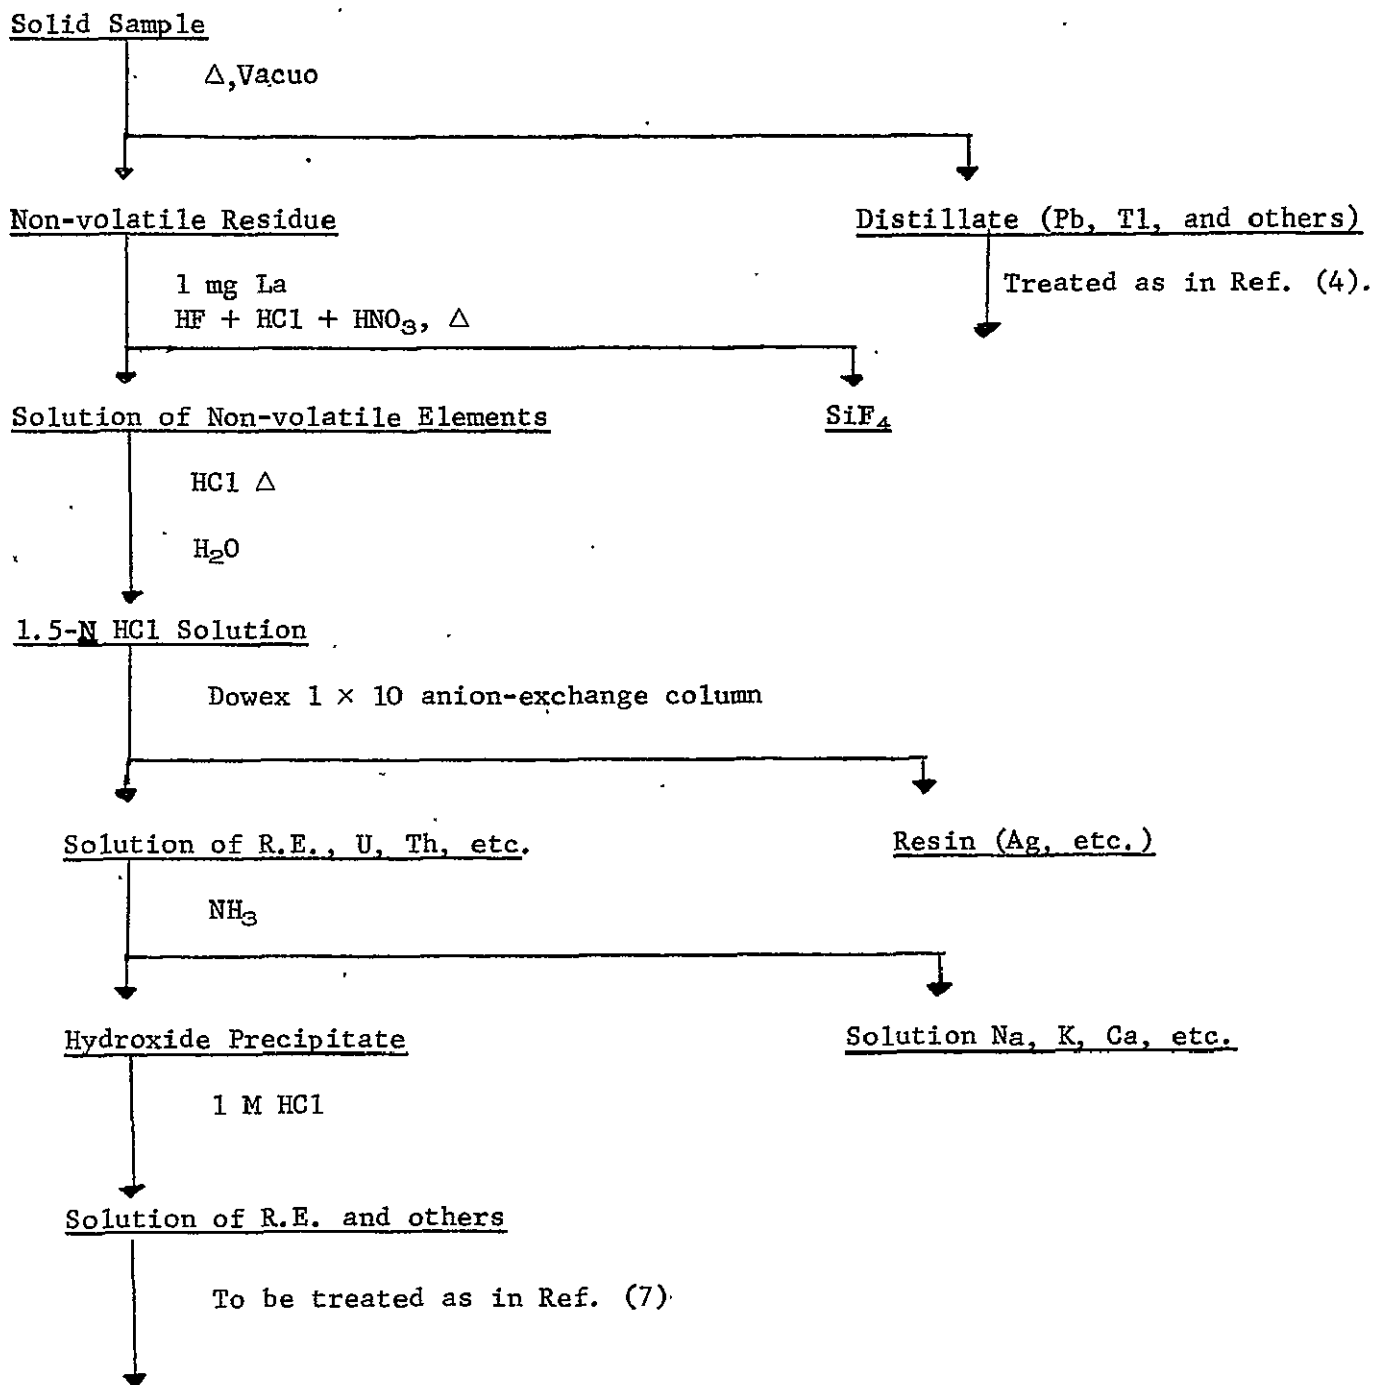 Solid Sample
△,Vacuo
Non-volatile Residue
Distillate (Pb, Tl, and others)
1 mg La
HF + HCl + HNO₃, △
Treated as in Ref. (4).
Solution of Non-volatile Elements
SiF₄
HCl △
H₂O
1.5-N HCl Solution
Dowex 1 × 10 anion-exchange column
Solution of R.E., U, Th, etc.
Resin (Ag, etc.)
NH₃
Hydroxide Precipitate
Solution Na, K, Ca, etc.
1 M HCl
Solution of R.E. and others
To be treated as in Ref. (7)